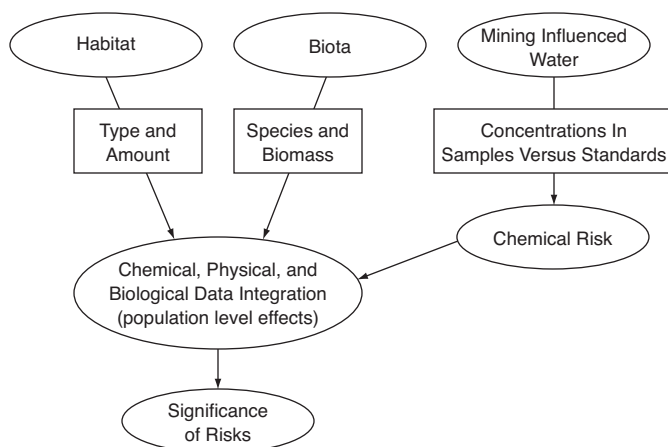 Habitat
Biota
Mining Influenced
Water
Type and
Amount
Species and
Biomass
Concentrations In
Samples Versus Standards
Chemical Risk
Chemical, Physical, and
Biological Data Integration
(population level effects)
Significance
of Risks